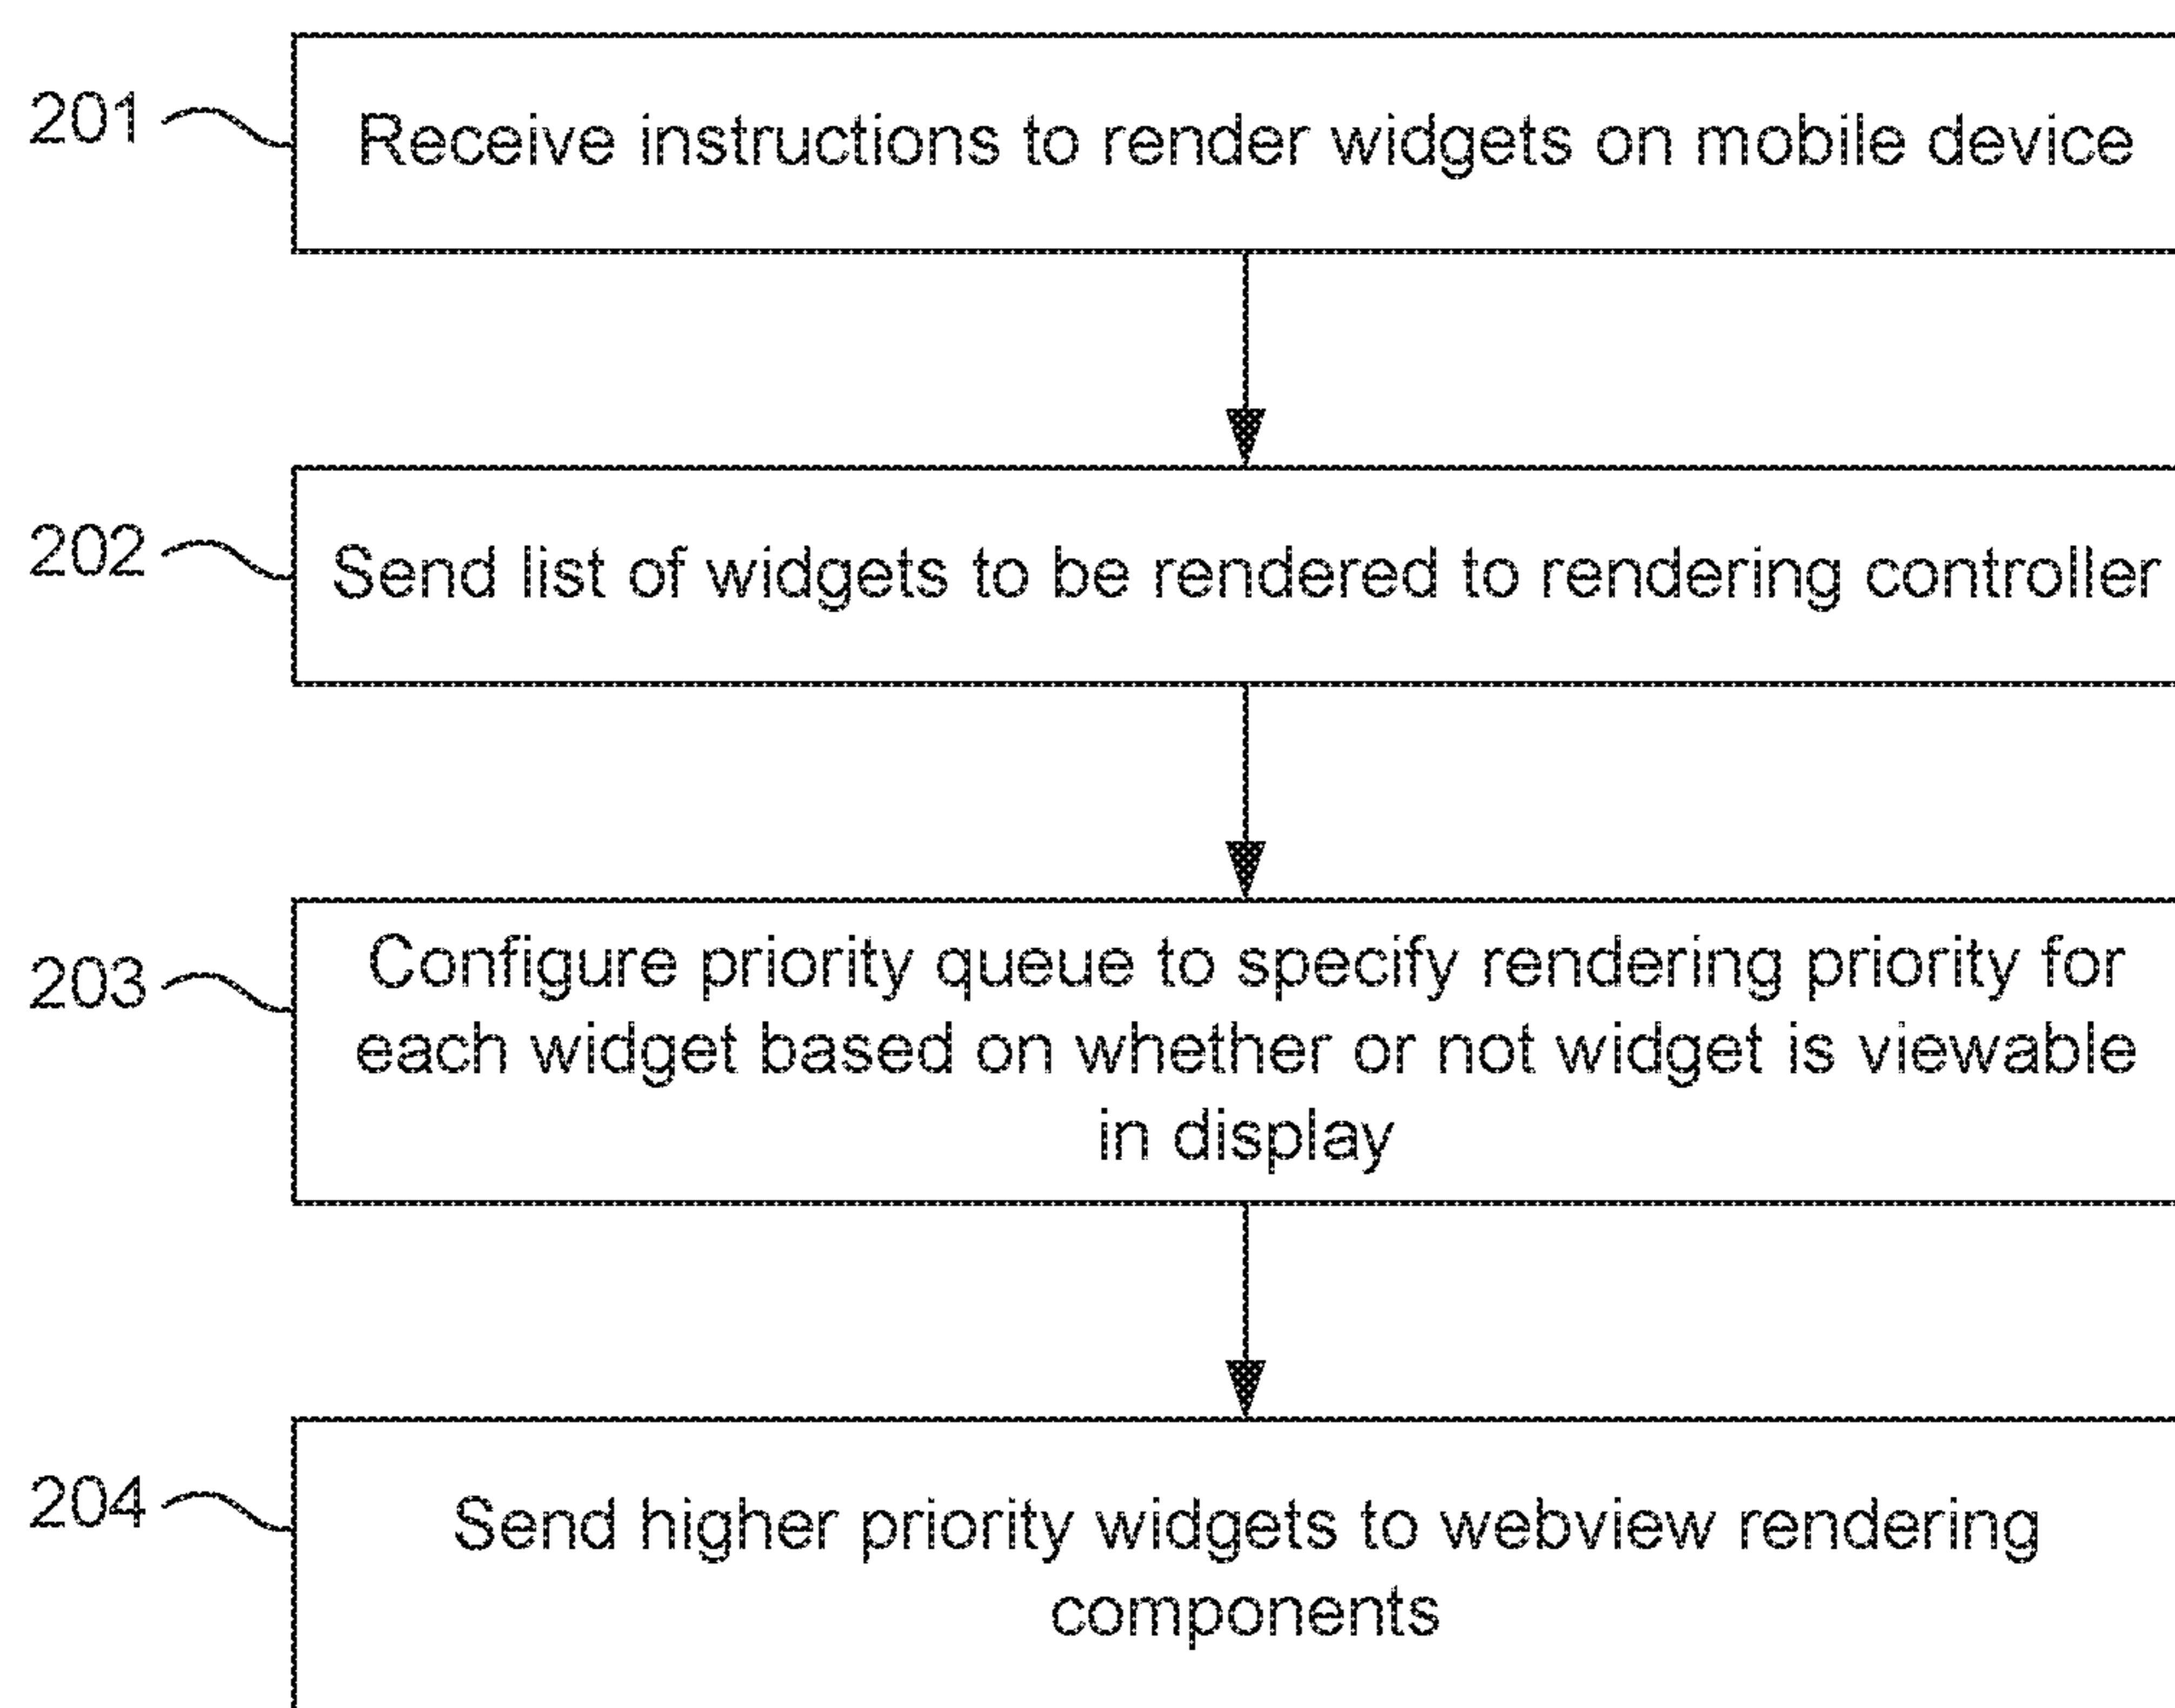 201
Receive instructions to render widgets on mobile device
202
Send list of widgets to be rendered to rendering controller
203
Configure priority queue to specify rendering priority for
each widget based on whether or not widget is viewable
in display
204
Send higher priority widgets to webview rendering
components